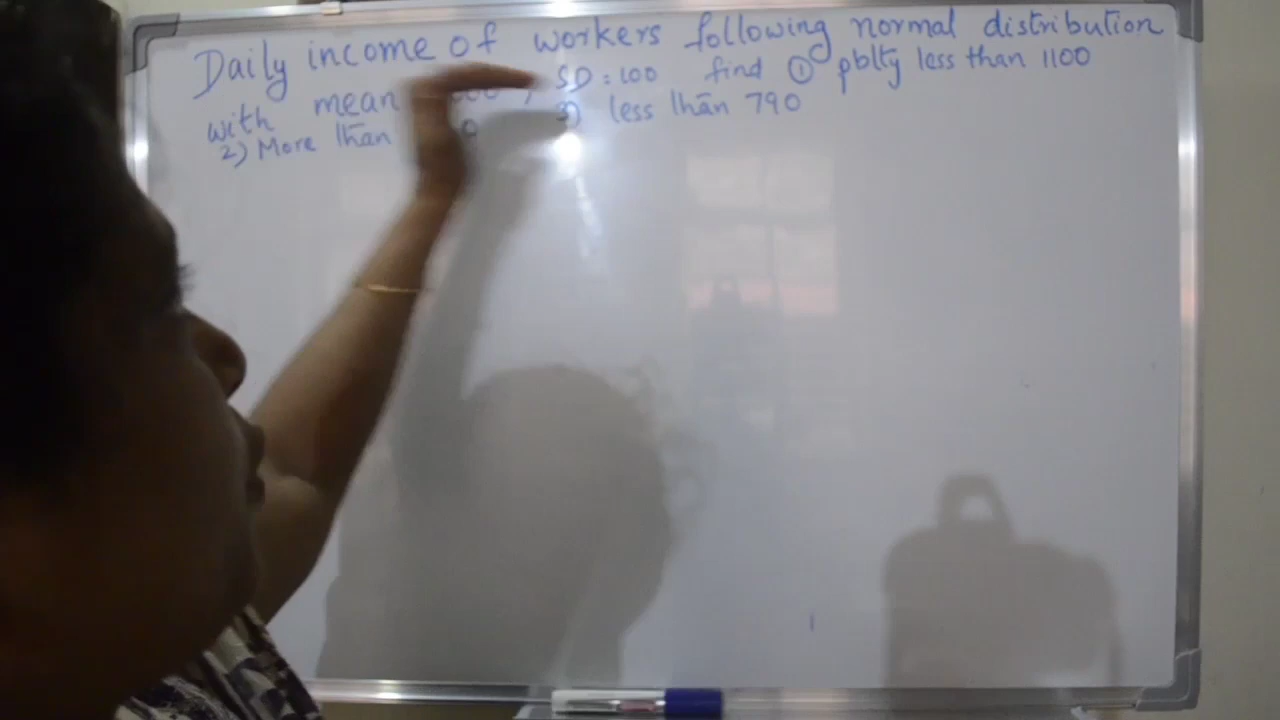 Daily income of workers following normal distribution
with mean , SD = 100 find ① pblty less than 1100
2) More than 3) less than 790